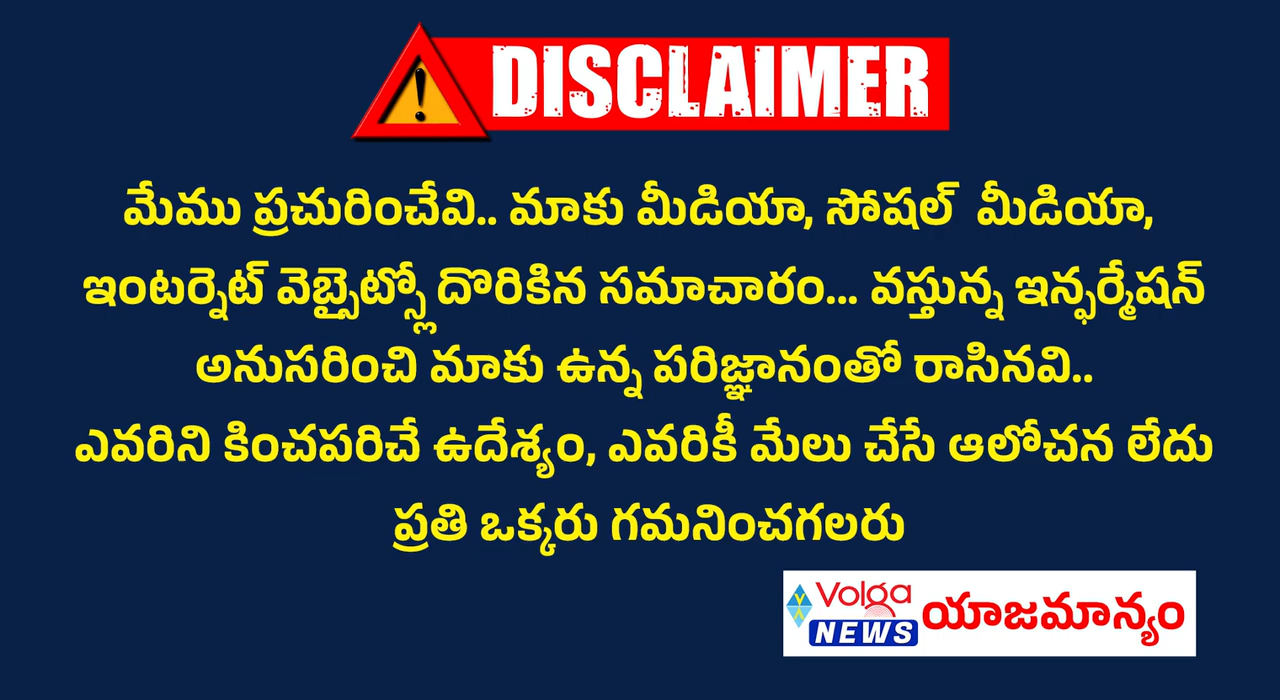 DISCLAIMER
మేము ప్రచురించేవి.. మాకు మీడియా, సోషల్ మీడియా,
ఇంటర్నెట్ వెబ్సైట్స్లో దొరికిన సమాచారం... వస్తున్న ఇన్ఫర్మేషన్
అనుసరించి మాకు ఉన్న పరిజ్ఞానంతో రాసినవి..
ఎవరిని కించపరిచే ఉదేశ్యం, ఎవరికీ మేలు చేసే ఆలోచన లేదు
ప్రతి ఒక్కరు గమనించగలరు
Volga
NEWS యాజమాన్యం